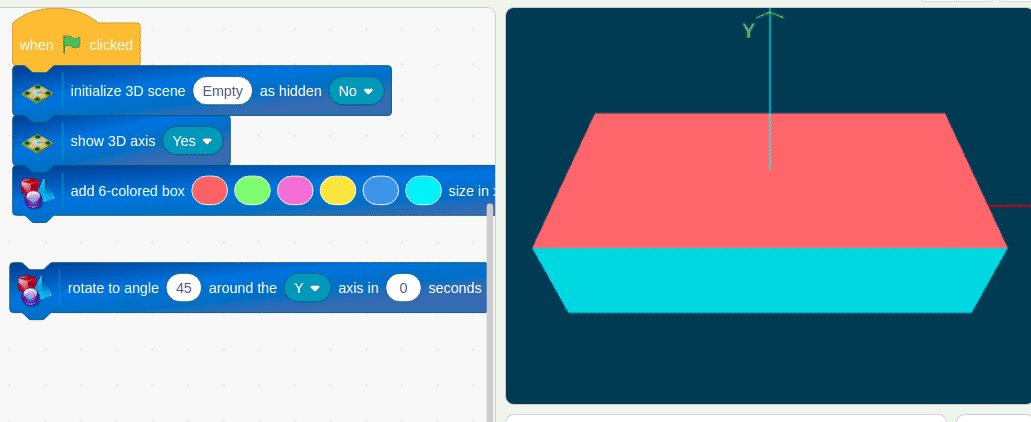 when clicked
initialize 3D scene Empty as hidden No
show 3D axis Yes
add 6-colored box size in
rotate to angle 45 around the Y axis in 0 seconds
Y